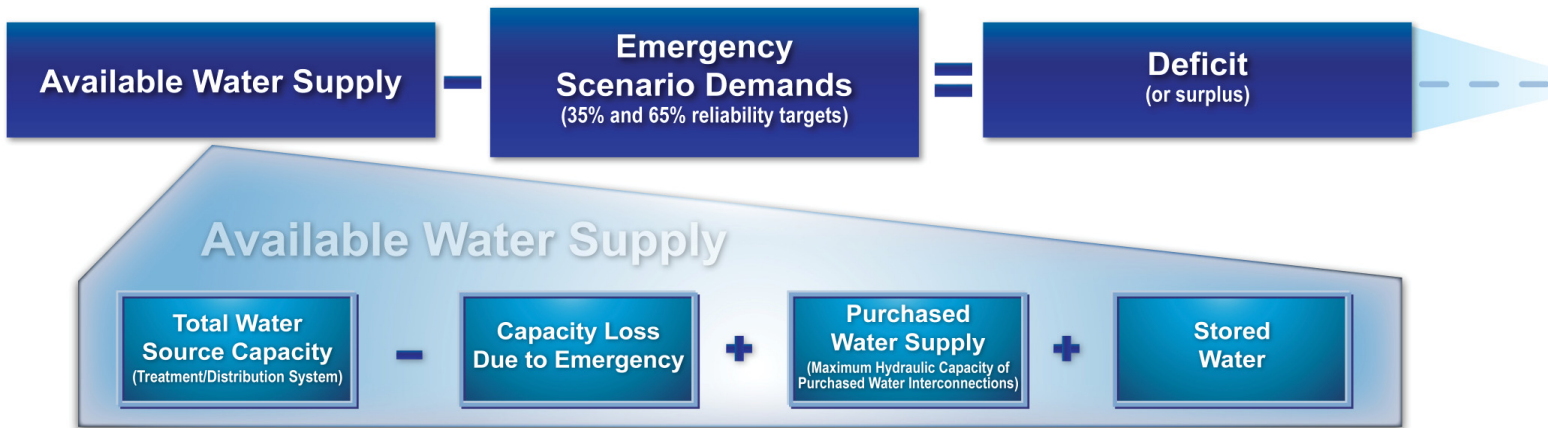 Available Water Supply
–
Emergency
Scenario Demands
(35% and 65% reliability targets)
=
Deficit
(or surplus)
Available Water Supply
Total Water
Source Capacity
(Treatment/Distribution System)
–
Capacity Loss
Due to Emergency
+
Purchased
Water Supply
(Maximum Hydraulic Capacity of
Purchased Water Interconnections)
+
Stored
Water